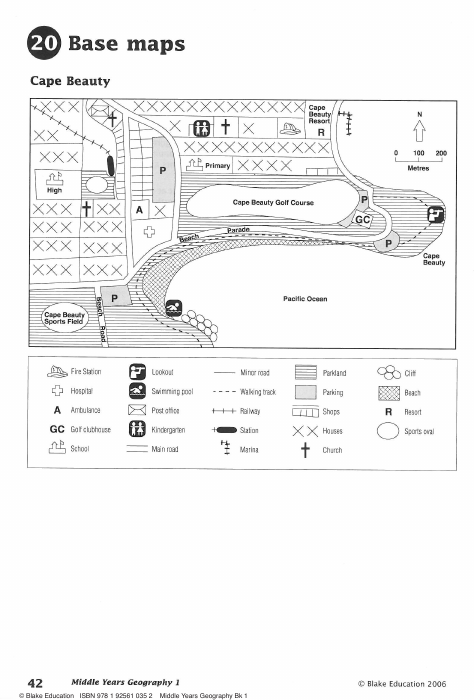 20 Base maps
Cape Beauty
Cape
Beauty
Resort
R
N
0 100 200
Metres
P
Primary
High
A
Cape Beauty Golf Course
P
GC
P
Beach Parade
Cape
Beauty
Pacific Ocean
P
Beach Road
Cape Beauty
Sports Field
Fire Station
Lookout
Minor road
Parkland
Cliff
Hospital
Swimming pool
Walking track
Parking
Beach
A Ambulance
Post office
Railway
Shops
R Resort
GC Golf clubhouse
Kindergarten
Station
Houses
Sports oval
School
Main road
Marina
Church
42 Middle Years Geography 1
© Blake Education 2006
© Blake Education ISBN 978 1 92561 035 2 Middle Years Geography Bk 1